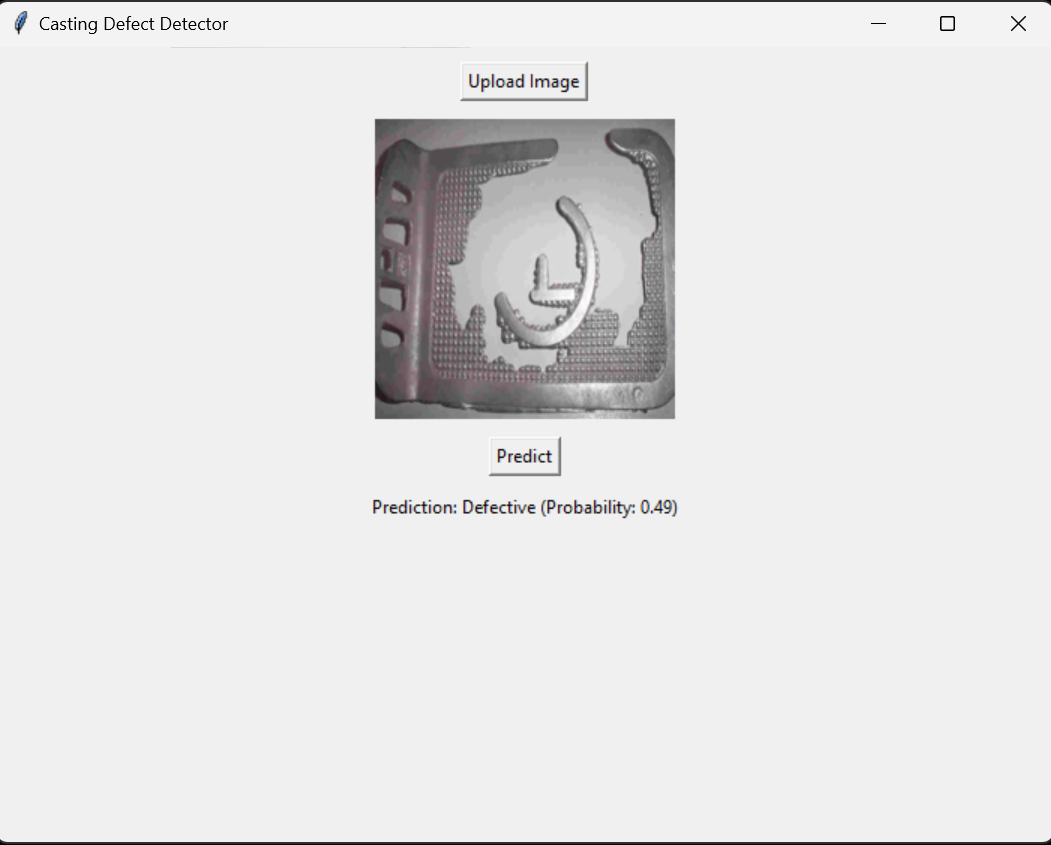 Casting Defect Detector
Upload Image
Predict
Prediction: Defective (Probability: 0.49)